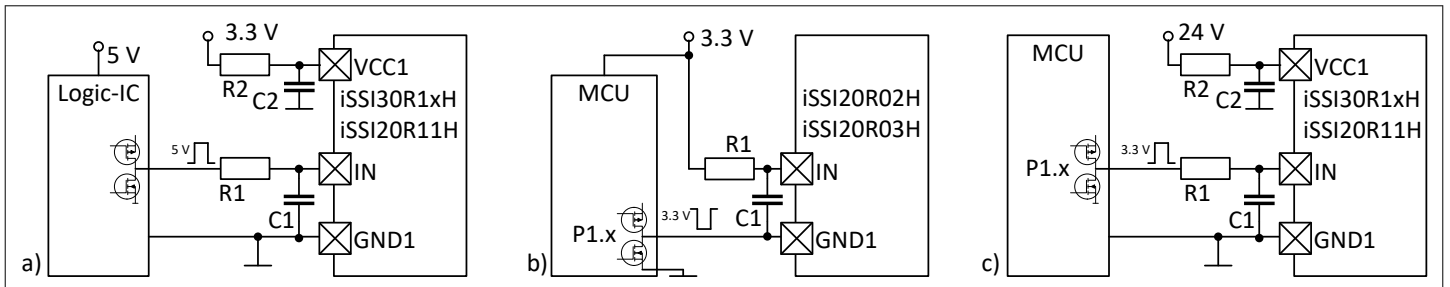 a)
5 V
Logic-IC
5 V
R1
C1
3.3 V
R2
C2
VCC1
iSSI30R1xH
iSSI20R11H
IN
GND1
b)
3.3 V
MCU
P1.x
3.3 V
R1
C1
iSSI20R02H
iSSI20R03H
IN
GND1
c)
MCU
P1.x
3.3 V
R1
C1
24 V
R2
C2
VCC1
iSSI30R1xH
iSSI20R11H
IN
GND1